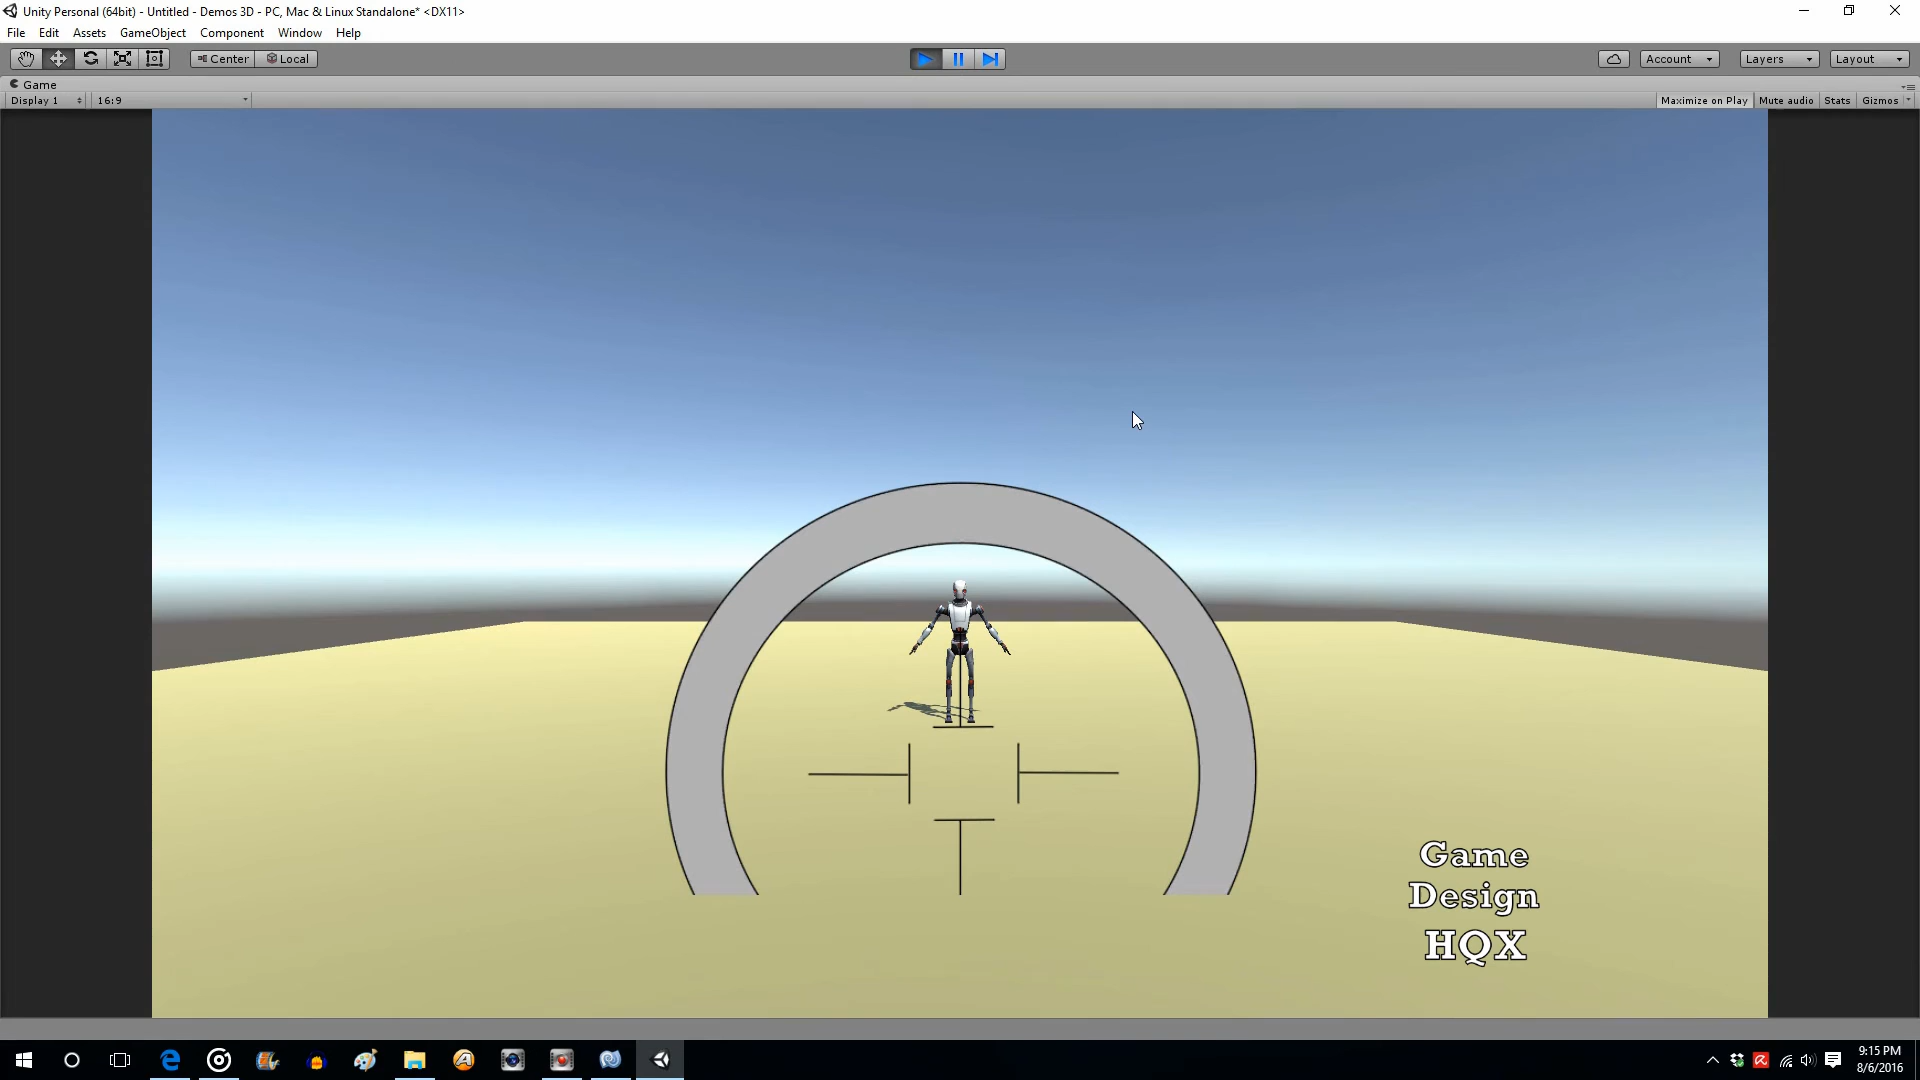 Unity Personal (64bit) - Untitled - Demos 3D - PC, Mac & Linux Standalone* <DX11>
File Edit Assets GameObject Component Window Help
Center Local Account Layers Layout
Game
Display 1 16:9 Maximize on Play Mute audio Stats Gizmos
Game
Design
HQX
9:15 PM
8/6/2016